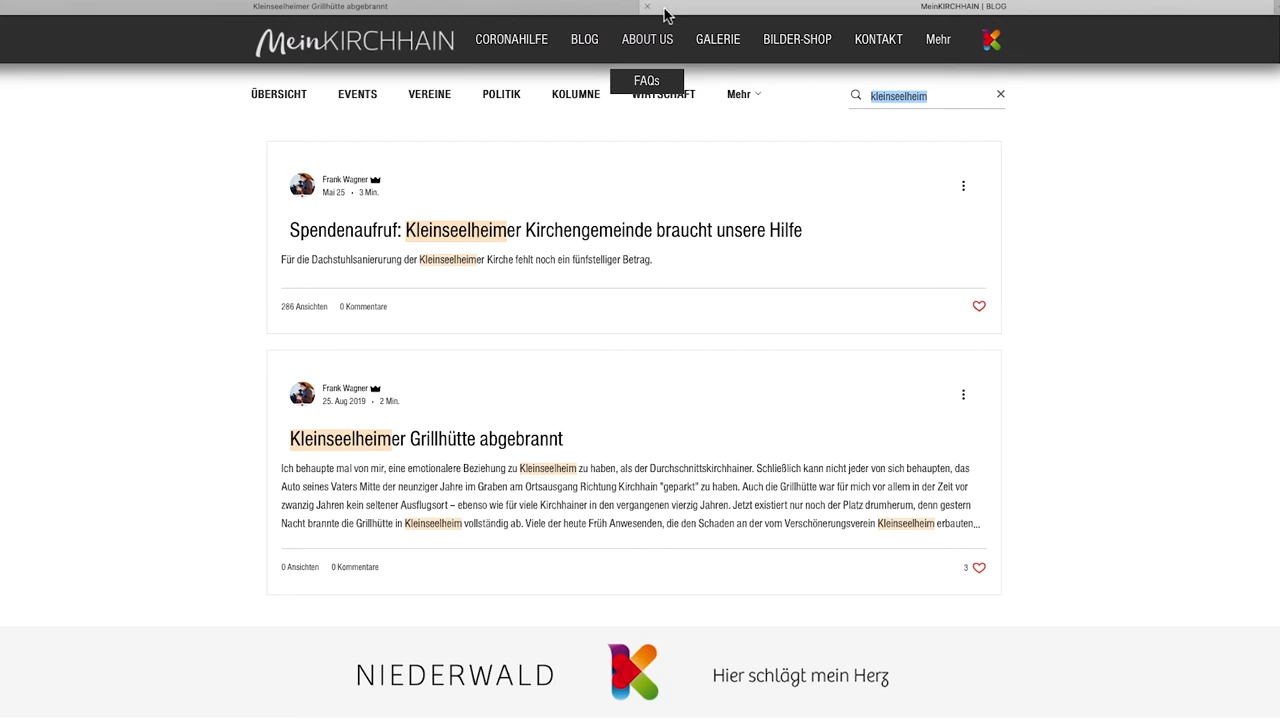 Kleinseelheimer Grillhütte abgebrannt
MeinKIRCHHAIN | BLOG
MeinKIRCHHAIN CORONAHILFE BLOG ABOUT US GALERIE BILDER-SHOP KONTAKT Mehr
FAQs
ÜBERSICHT EVENTS VEREINE POLITIK KOLUMNE WIRTSCHAFT Mehr kleinseelheim
Frank Wagner
Mai 25 · 3 Min.
Spendenaufruf: Kleinseelheimer Kirchengemeinde braucht unsere Hilfe
Für die Dachstuhlsanierurung der Kleinseelheimer Kirche fehlt noch ein fünfstelliger Betrag.
286 Ansichten 0 Kommentare
Frank Wagner
25. Aug 2019 · 2 Min.
Kleinseelheimer Grillhütte abgebrannt
Ich behaupte mal von mir, eine emotionalere Beziehung zu Kleinseelheim zu haben, als der Durchschnittskirchhainer. Schließlich kann nicht jeder von sich behaupten, das
Auto seines Vaters Mitte der neunziger Jahre im Graben am Ortsausgang Richtung Kirchhain "geparkt" zu haben. Auch die Grillhütte war für mich vor allem in der Zeit vor
zwanzig Jahren kein seltener Ausflugsort – ebenso wie für viele Kirchhainer in den vergangenen vierzig Jahren. Jetzt existiert nur noch der Platz drumherum, denn gestern
Nacht brannte die Grillhütte in Kleinseelheim vollständig ab. Viele der heute Früh Anwesenden, die den Schaden an der vom Verschönerungsverein Kleinseelheim erbauten...
0 Ansichten 0 Kommentare 3
NIEDERWALD Hier schlägt mein Herz